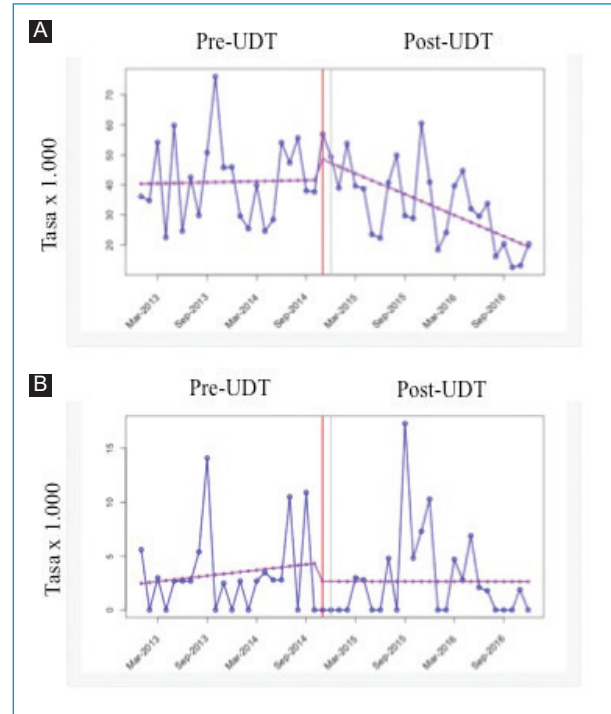 A
Pre-UDT Post-UDT
Tasa x 1.000
70
60
50
40
30
20
Mar-2013 Sep-2013 Mar-2014 Sep-2014 Mar-2015 Sep-2015 Mar-2016 Sep-2016
B
Pre-UDT Post-UDT
Tasa x 1.000
15
10
5
0
Mar-2013 Sep-2013 Mar-2014 Sep-2014 Mar-2015 Sep-2015 Mar-2016 Sep-2016